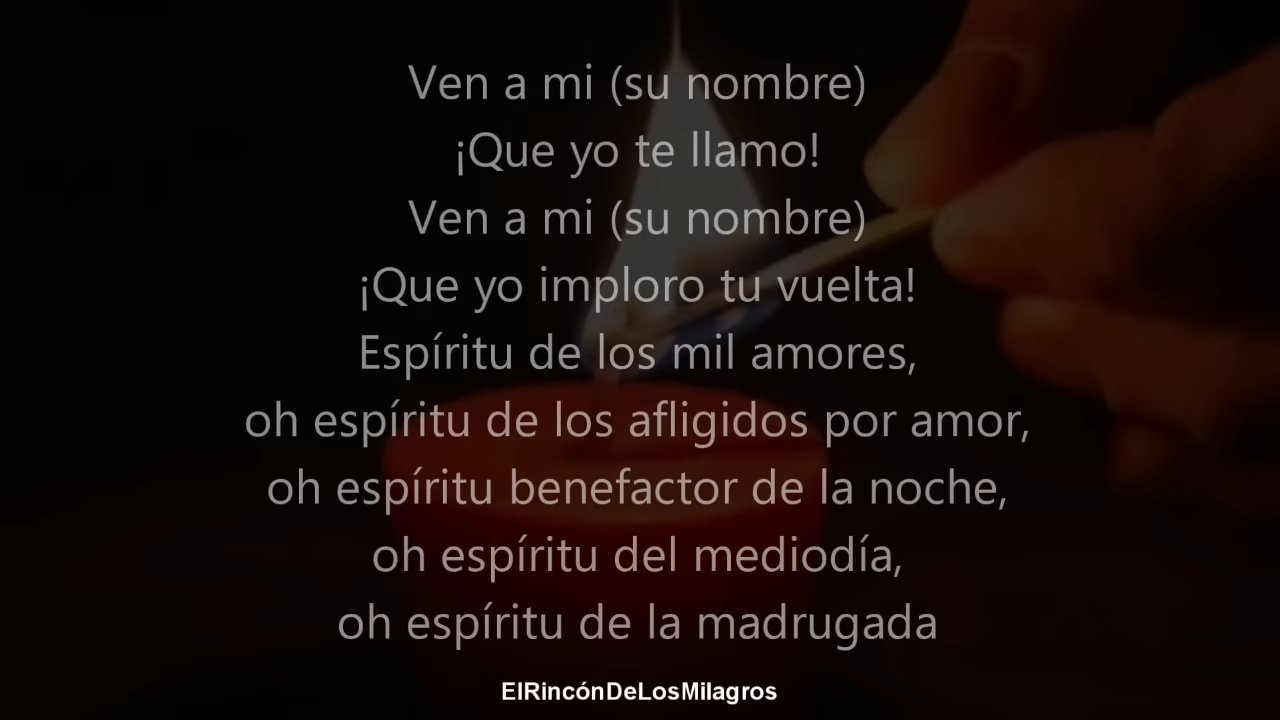 Ven a mi (su nombre)
¡Que yo te llamo!
Ven a mi (su nombre)
¡Que yo imploro tu vuelta!
Espíritu de los mil amores,
oh espíritu de los afligidos por amor,
oh espíritu benefactor de la noche,
oh espíritu del mediodía,
oh espíritu de la madrugada
ElRincónDeLosMilagros